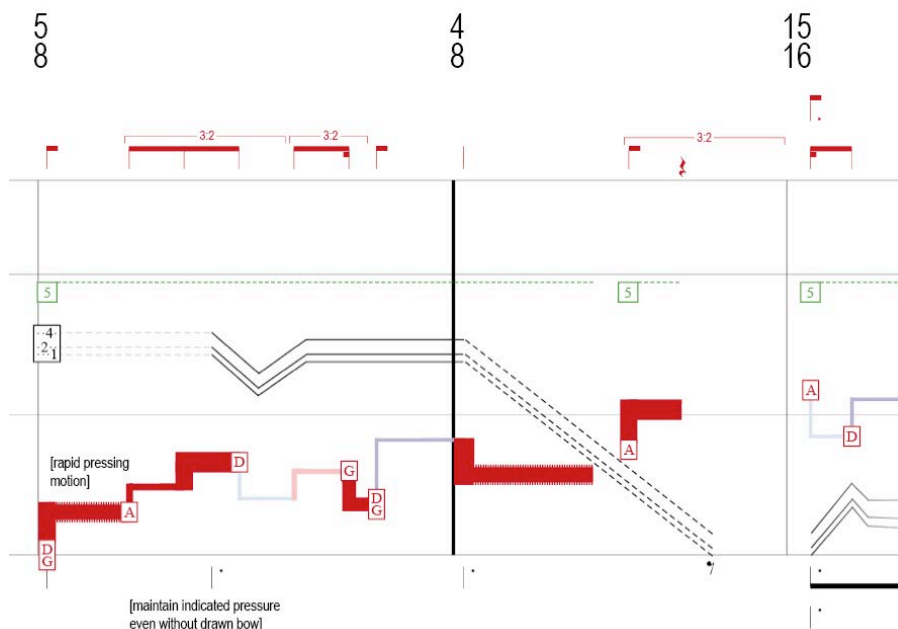 5 4 15
8 8 16
3:2 3:2 3:2
5 5 5
4
2 1
A
D G A D
[rapid pressing
motion]
A D
D G
G
[maintain indicated pressure
even without drawn bow]